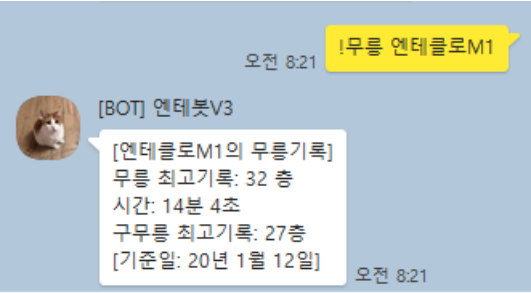 !무릉 엔테클로M1
오전 8:21
[BOT] 엔테봇V3
[엔테클로M1의 무릉기록]
무릉 최고기록: 32 층
시간: 14분 4초
구무릉 최고기록: 27층
[기준일: 20년 1월 12일]
오전 8:21